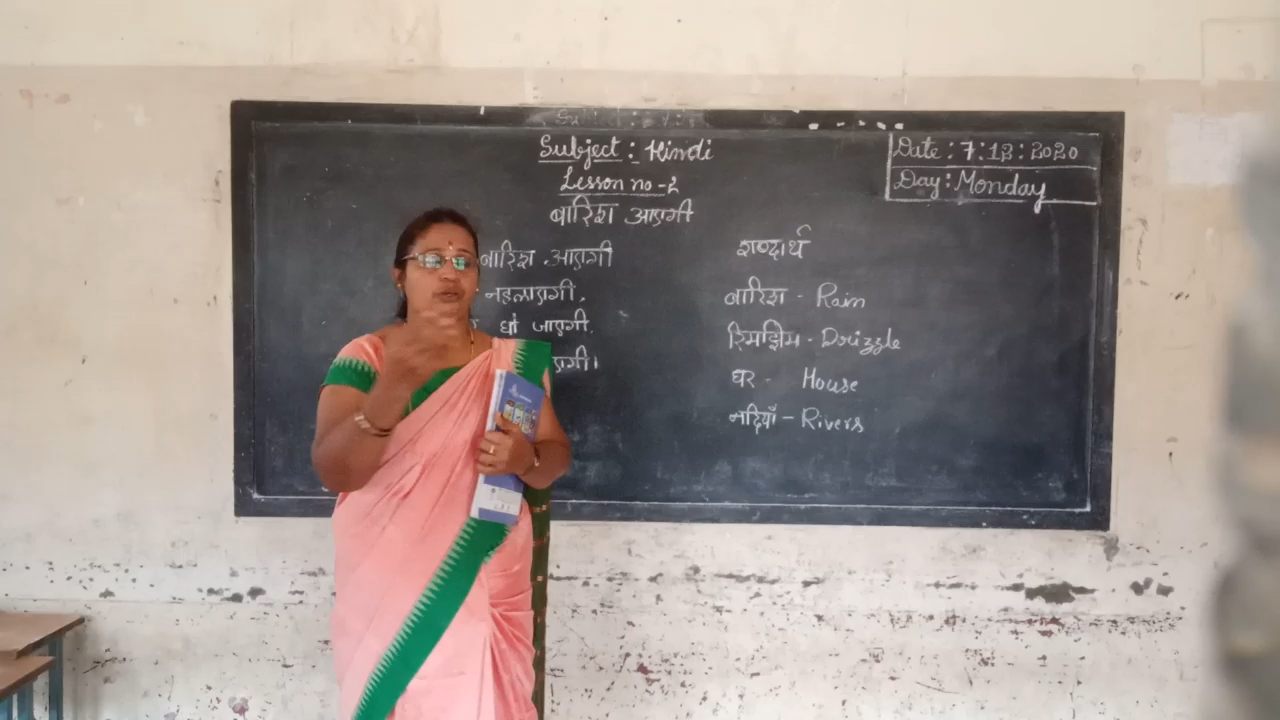 Subject : Hindi
Lesson no -2
बारिश आएगी
Date : 7:12:2020
Day : Monday
बारिश आएगी
नहलाएगी,
जाएगी,
शब्दार्थ
बारिश - Rain
रिमझिम - Drizzle
घर - House
नदियाँ - Rivers